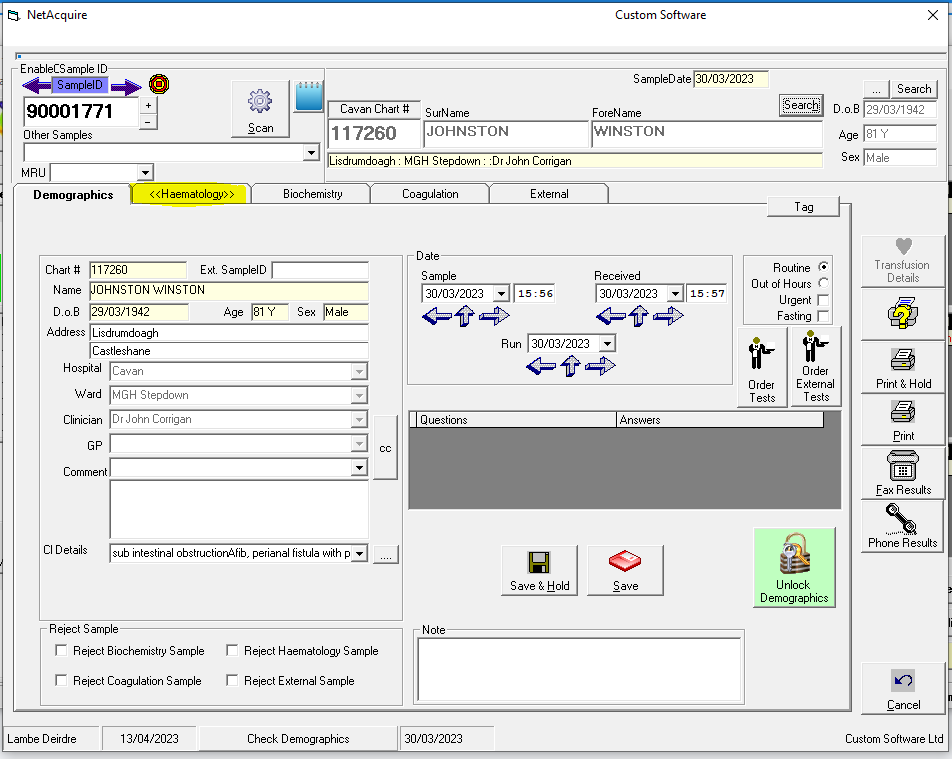 NetAcquire
Custom Software
EnableCSample ID
SampleID
90001771
+
-
Other Samples
MRU
Scan
SampleDate 30/03/2023
Search
Cavan Chart #
117260
SurName
JOHNSTON
ForeName
WINSTON
Lisdrumdoagh : MGH Stepdown : :Dr John Corrigan
... Search
D.o.B 29/03/1942
Age 81 Y
Sex Male
Demographics
<<Haematology>>
Biochemistry
Coagulation
External
Tag
Chart # 117260
Ext. SampleID
Name JOHNSTON WINSTON
D.o.B 29/03/1942 Age 81 Y Sex Male
Address Lisdrumdoagh
Castleshane
Hospital Cavan
Ward MGH Stepdown
Clinician Dr John Corrigan
GP
cc
Comment
Cl Details sub intestinal obstructionAfib, perianal fistula with p
....
Date
Sample
30/03/2023 15:56
Received
30/03/2023 15:57
Run 30/03/2023
Routine
Out of Hours
Urgent
Fasting
Order
Tests
Order
External
Tests
Questions
Answers
Save & Hold
Save
Unlock
Demographics
Reject Sample
Reject Biochemistry Sample
Reject Haematology Sample
Reject Coagulation Sample
Reject External Sample
Note
Transfusion
Details
Print & Hold
Print
Fax Results
Phone Results
Cancel
Lambe Deirdre
13/04/2023
Check Demographics
30/03/2023
Custom Software Ltd